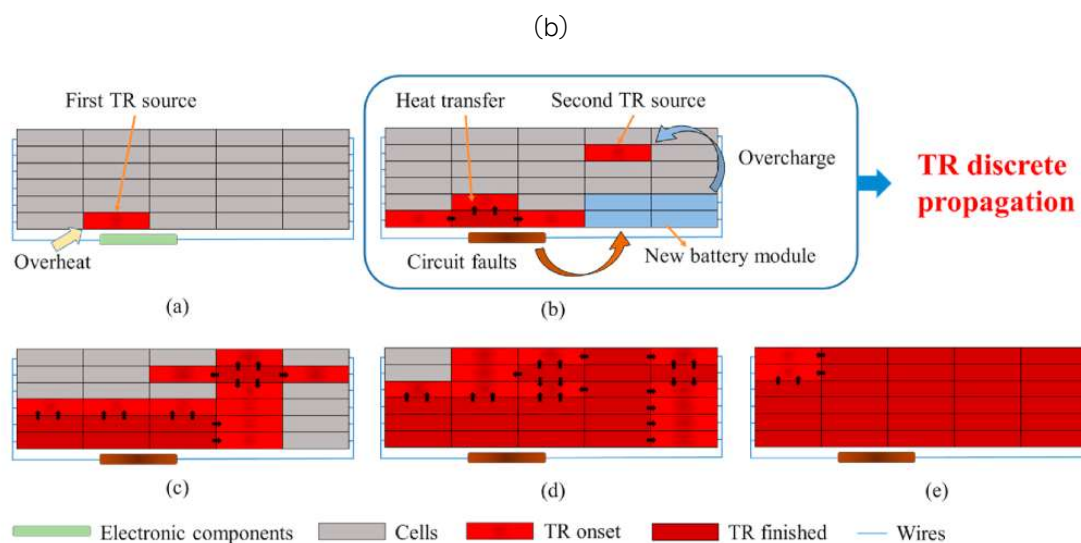 (b)
First TR source
Heat transfer
Second TR source
Overcharge
TR discrete
propagation
Overheat
Circuit faults
New battery module
(a)
(b)
(c)
(d)
(e)
Electronic components
Cells
TR onset
TR finished
Wires